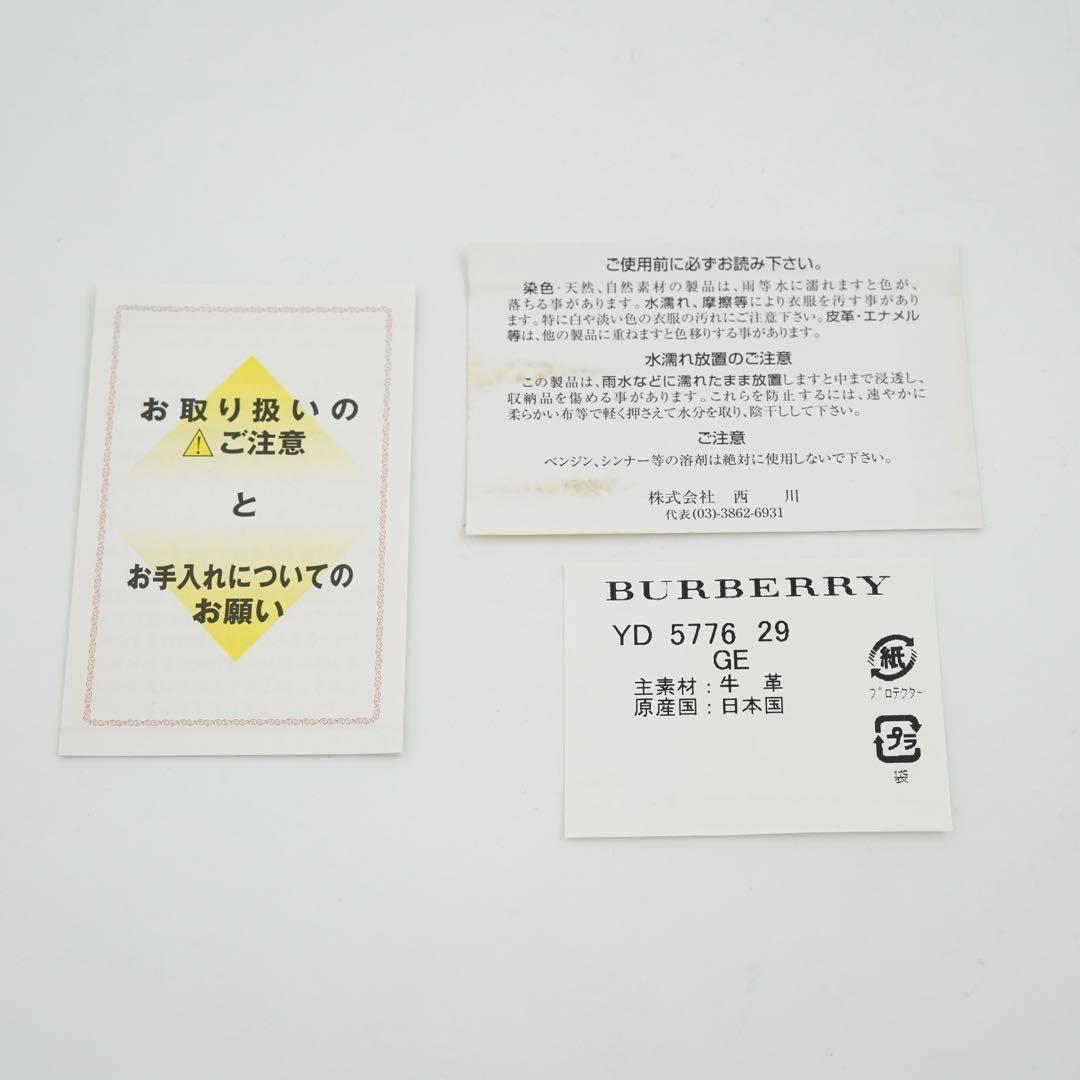 お取り扱いの
ご注意
と
お手入れについての
お願い
ご使用前に必ずお読み下さい。
染色・天然、自然素材の製品は、雨等水に濡れますと色が、
落ちる事があります。水濡れ、摩擦等により衣服を汚す事があり
ます。特に白や淡い色の衣服の汚れにご注意下さい。皮革・エナメル
等は、他の製品に重ねますと色移りする事があります。
水濡れ放置のご注意
この製品は、雨水などに濡れたまま放置しますと中まで浸透し、
収納品を傷める事があります。これらを防止するには、速やかに
柔らかい布等で軽く押さえて水分を取り、陰干しして下さい。
ご注意
ベンジン、シンナー等の溶剤は絶対に使用しないで下さい。
株式会社 西 川
代表(03)-3862-6931
BURBERRY
YD 5776 29
GE
主素材：牛 革
原産国：日本国
紙
プロテクター
プラ
袋